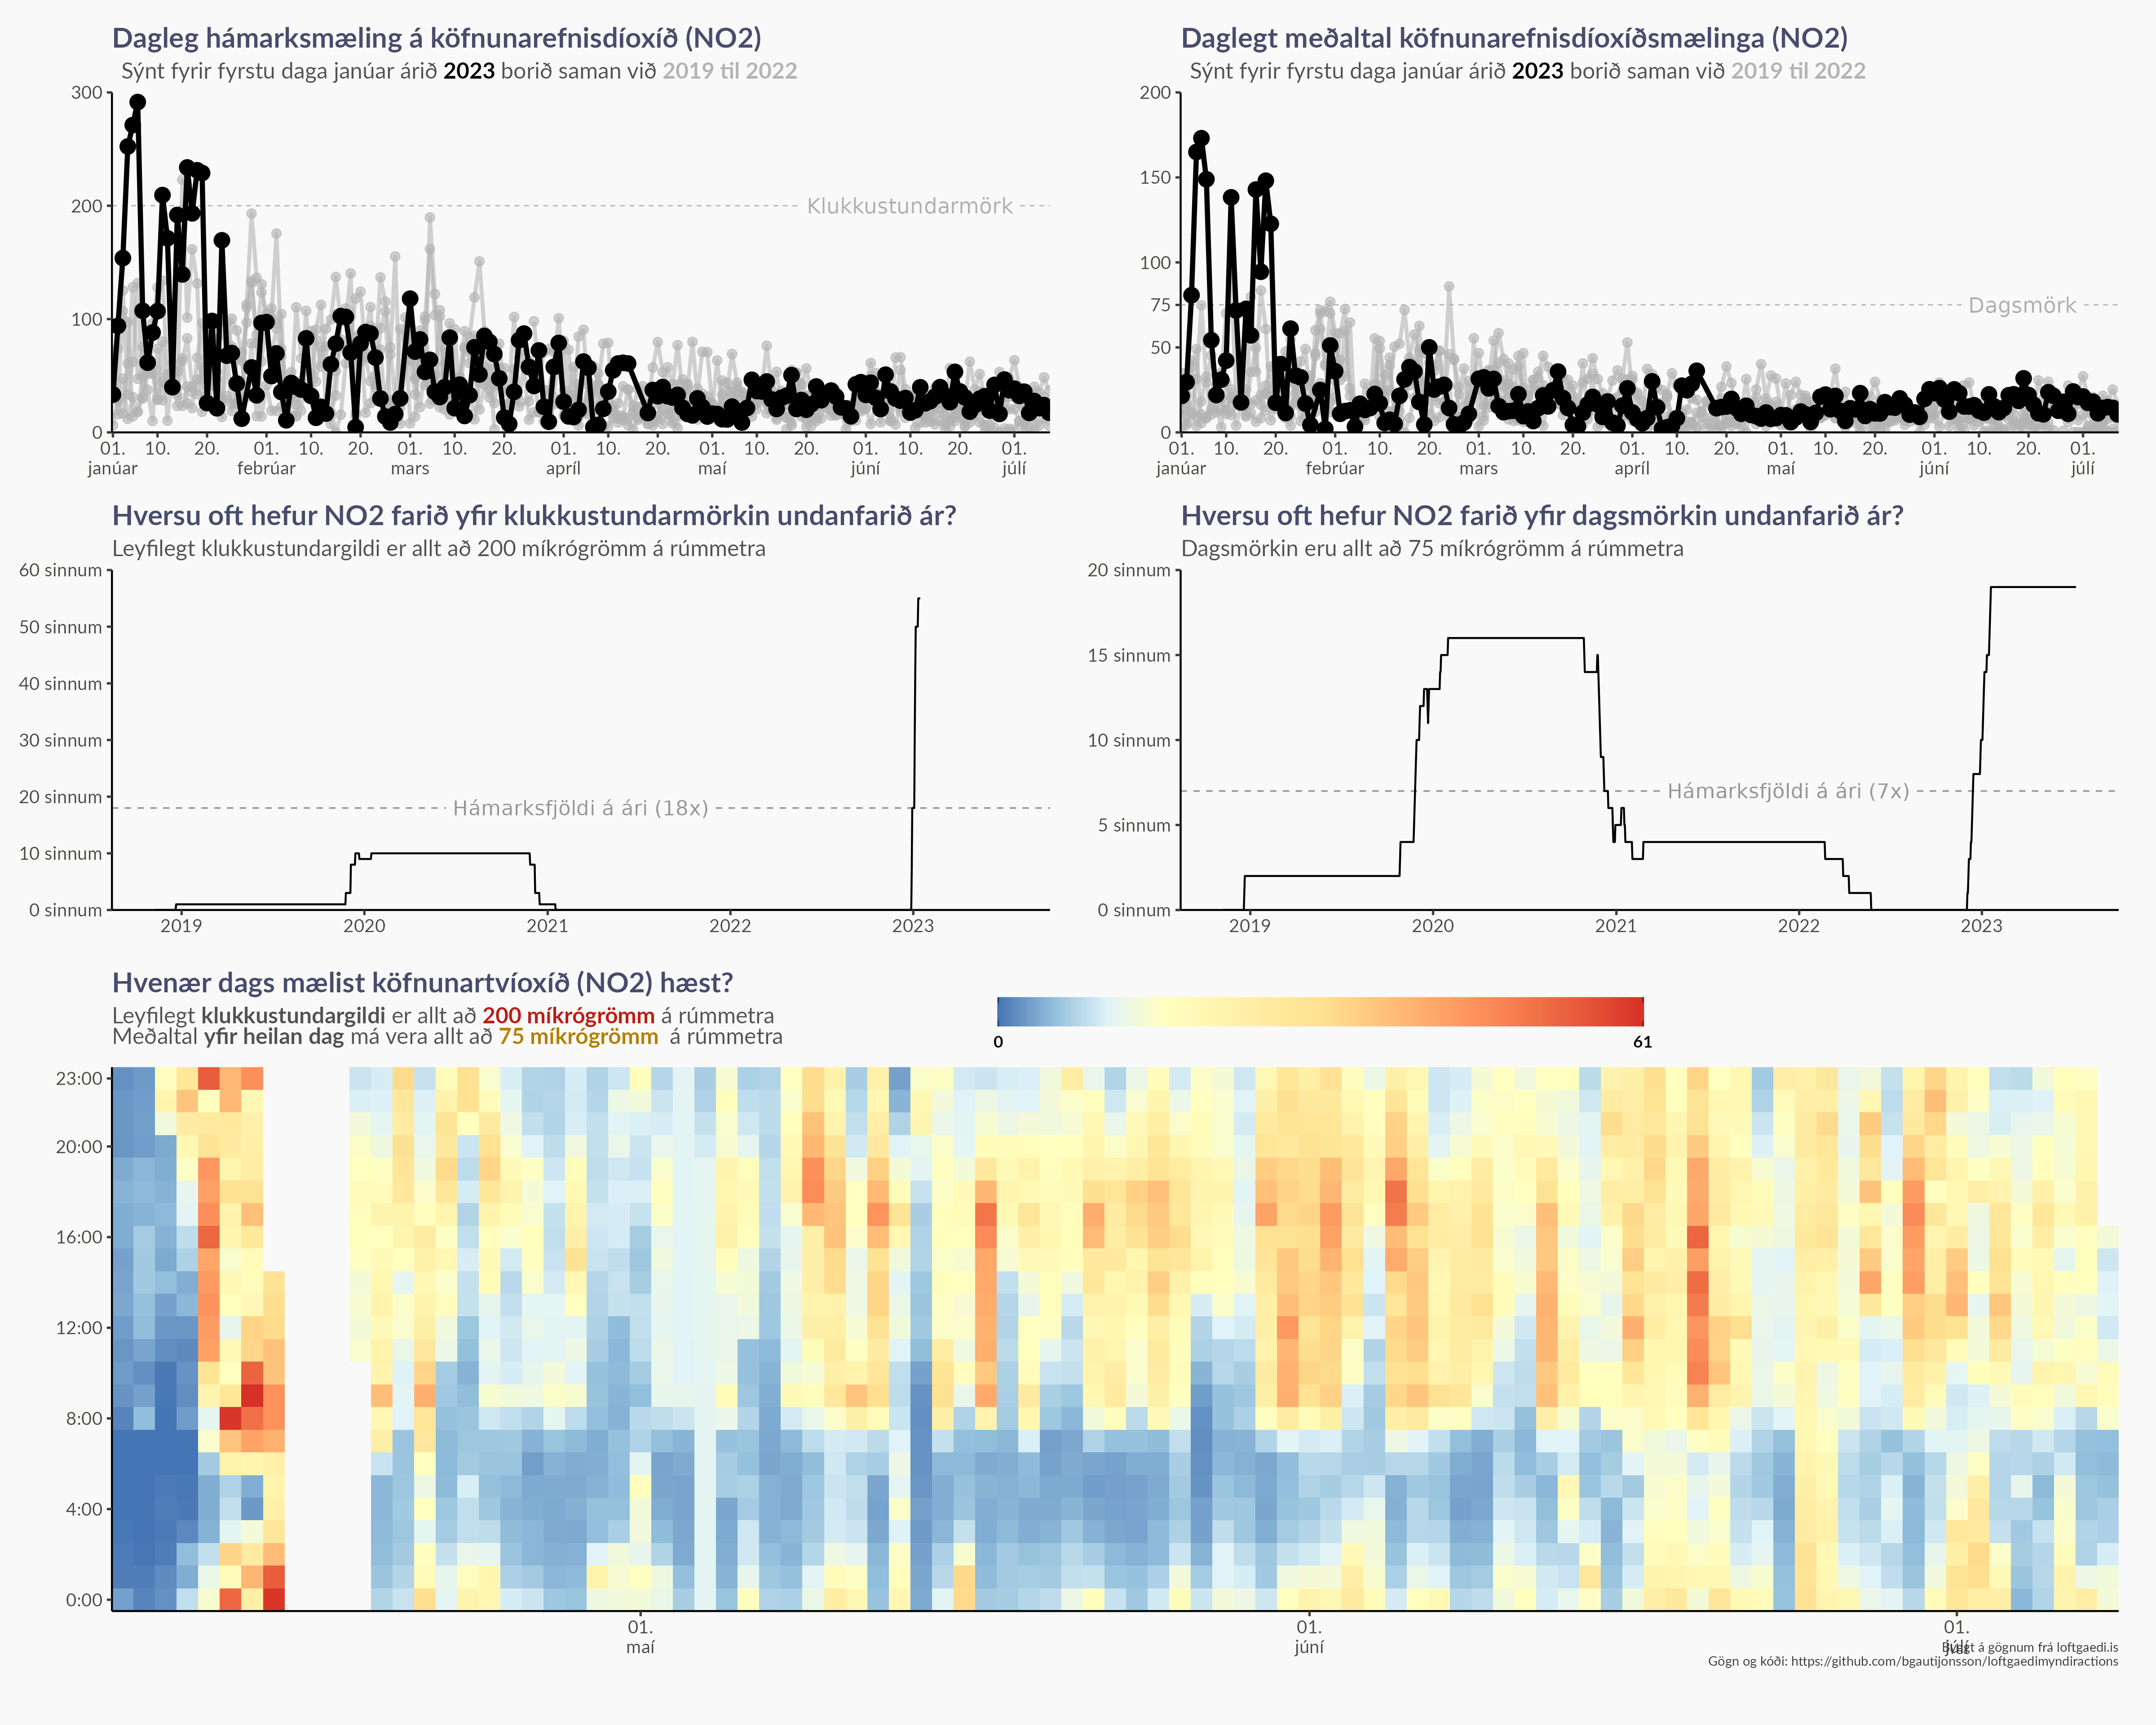 Dagleg hámarksmæling á köfnunarefnisdíoxíð (NO2)
Sýnt fyrir fyrstu daga janúar árið 2023 borið saman við 2019 til 2022
300
200
100
0
Klukkustundarmörk
01. 10. 20. 01. 10. 20. 01. 10. 20. 01. 10. 20. 01. 10. 20. 01. 10. 20. 01.
janúar febrúar mars apríl maí júní júlí
Daglegt meðaltal köfnunarefnisdíoxíðsmælinga (NO2)
Sýnt fyrir fyrstu daga janúar árið 2023 borið saman við 2019 til 2022
200
150
100
75
50
0
Dagsmörk
01. 10. 20. 01. 10. 20. 01. 10. 20. 01. 10. 20. 01. 10. 20. 01. 10. 20. 01.
janúar febrúar mars apríl maí júní júlí
Hversu oft hefur NO2 farið yfir klukkustundarmörkin undanfarið ár?
Leyfilegt klukkustundargildi er allt að 200 míkrógrömm á rúmmetra
60 sinnum
50 sinnum
40 sinnum
30 sinnum
20 sinnum
10 sinnum
0 sinnum
Hámarksfjöldi á ári (18x)
2019 2020 2021 2022 2023
Hversu oft hefur NO2 farið yfir dagsmörkin undanfarið ár?
Dagsmörkin eru allt að 75 míkrógrömm á rúmmetra
20 sinnum
15 sinnum
10 sinnum
5 sinnum
0 sinnum
Hámarksfjöldi á ári (7x)
2019 2020 2021 2022 2023
Hvenær dags mælist köfnunartvíoxíð (NO2) hæst?
Leyfilegt klukkustundargildi er allt að 200 míkrógrömm á rúmmetra
Meðaltal yfir heilan dag má vera allt að 75 míkrógrömm á rúmmetra
0 61
23:00
20:00
16:00
12:00
8:00
4:00
0:00
01. 01. 01.
maí júní júlí
Byggt á gögnum frá loftgaedi.is
Gögn og kóði: https://github.com/bgautijonsson/loftgaedimyndiractions